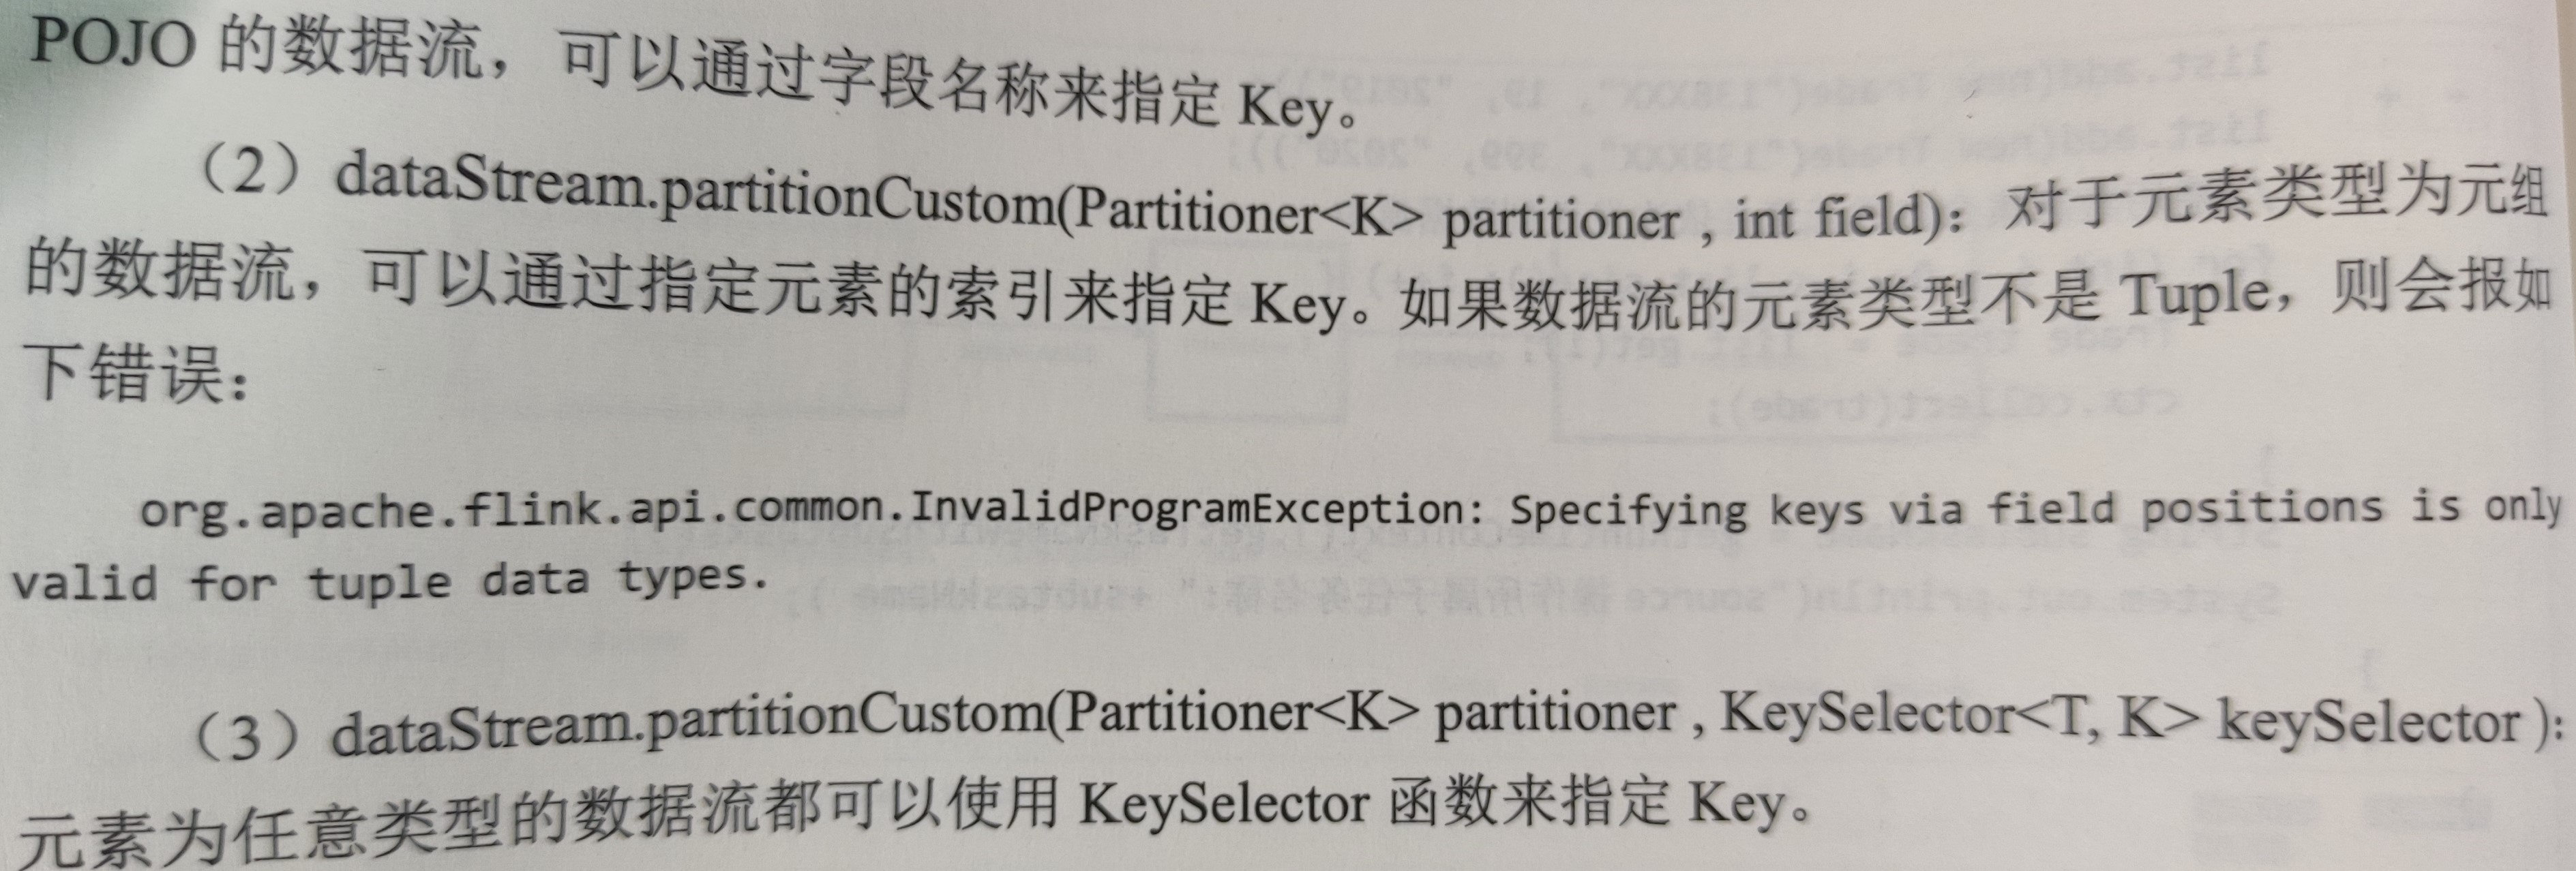 POJO 的数据流，可以通过字段名称来指定 Key。
（2）dataStream.partitionCustom(Partitioner<K> partitioner , int field)：对于元素类型为元组
的数据流，可以通过指定元素的索引来指定 Key。如果数据流的元素类型不是 Tuple，则会报如
下错误：
org.apache.flink.api.common.InvalidProgramException: Specifying keys via field positions is only
valid for tuple data types.
（3）dataStream.partitionCustom(Partitioner<K> partitioner , KeySelector<T, K> keySelector )：
元素为任意类型的数据流都可以使用 KeySelector 函数来指定 Key。